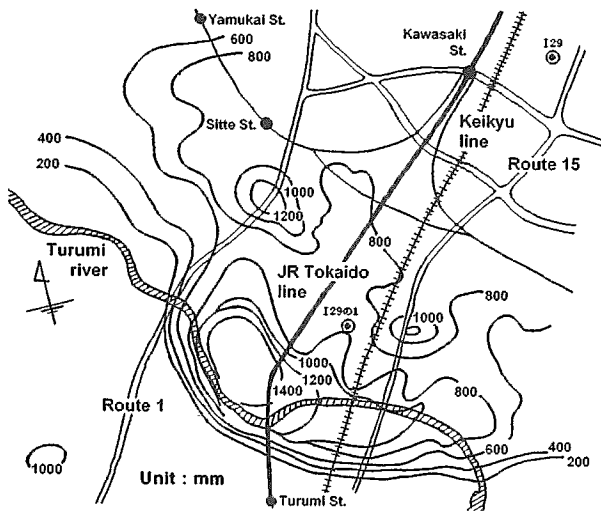 Yamukai St.
600
800
Kawasaki
St.
I29
Keikyu
line
Sitte St.
400
200
Route 15
1000
1200
Turumi
river
800
JR Tokaido
line
800
1000
1000
1200
1400
800
Route 1
600
400
200
1000
Unit : mm
Turumi St.